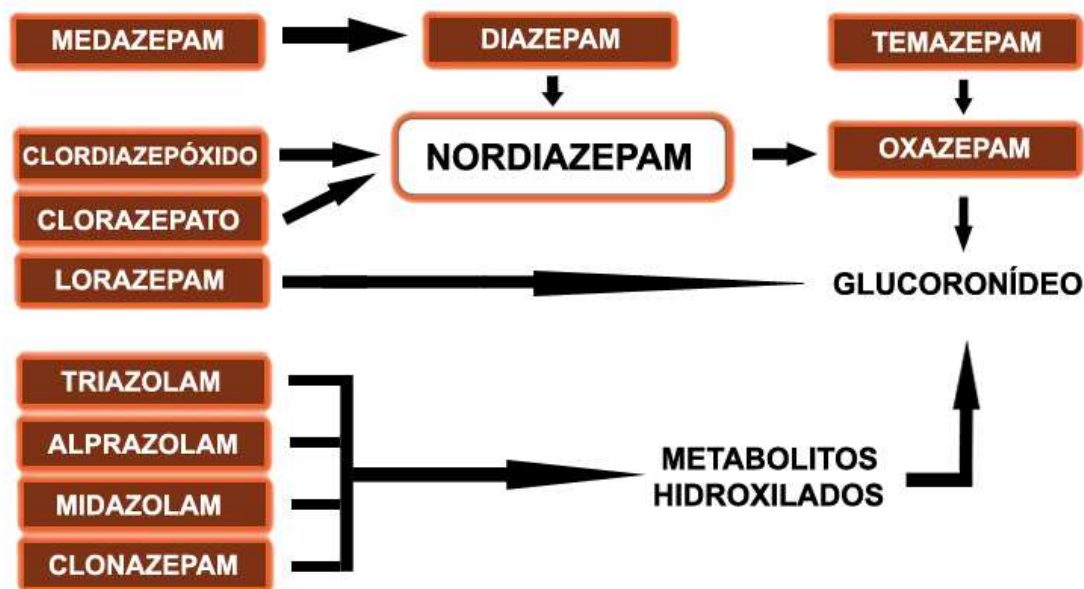 MEDAZEPAM
DIAZEPAM
TEMAZEPAM
CLORDIAZEPÓXIDO
NORDIAZEPAM
OXAZEPAM
CLORAZEPATO
LORAZEPAM
GLUCORONÍDEO
TRIAZOLAM
ALPRAZOLAM
METABOLITOS
HIDROXILADOS
MIDAZOLAM
CLONAZEPAM